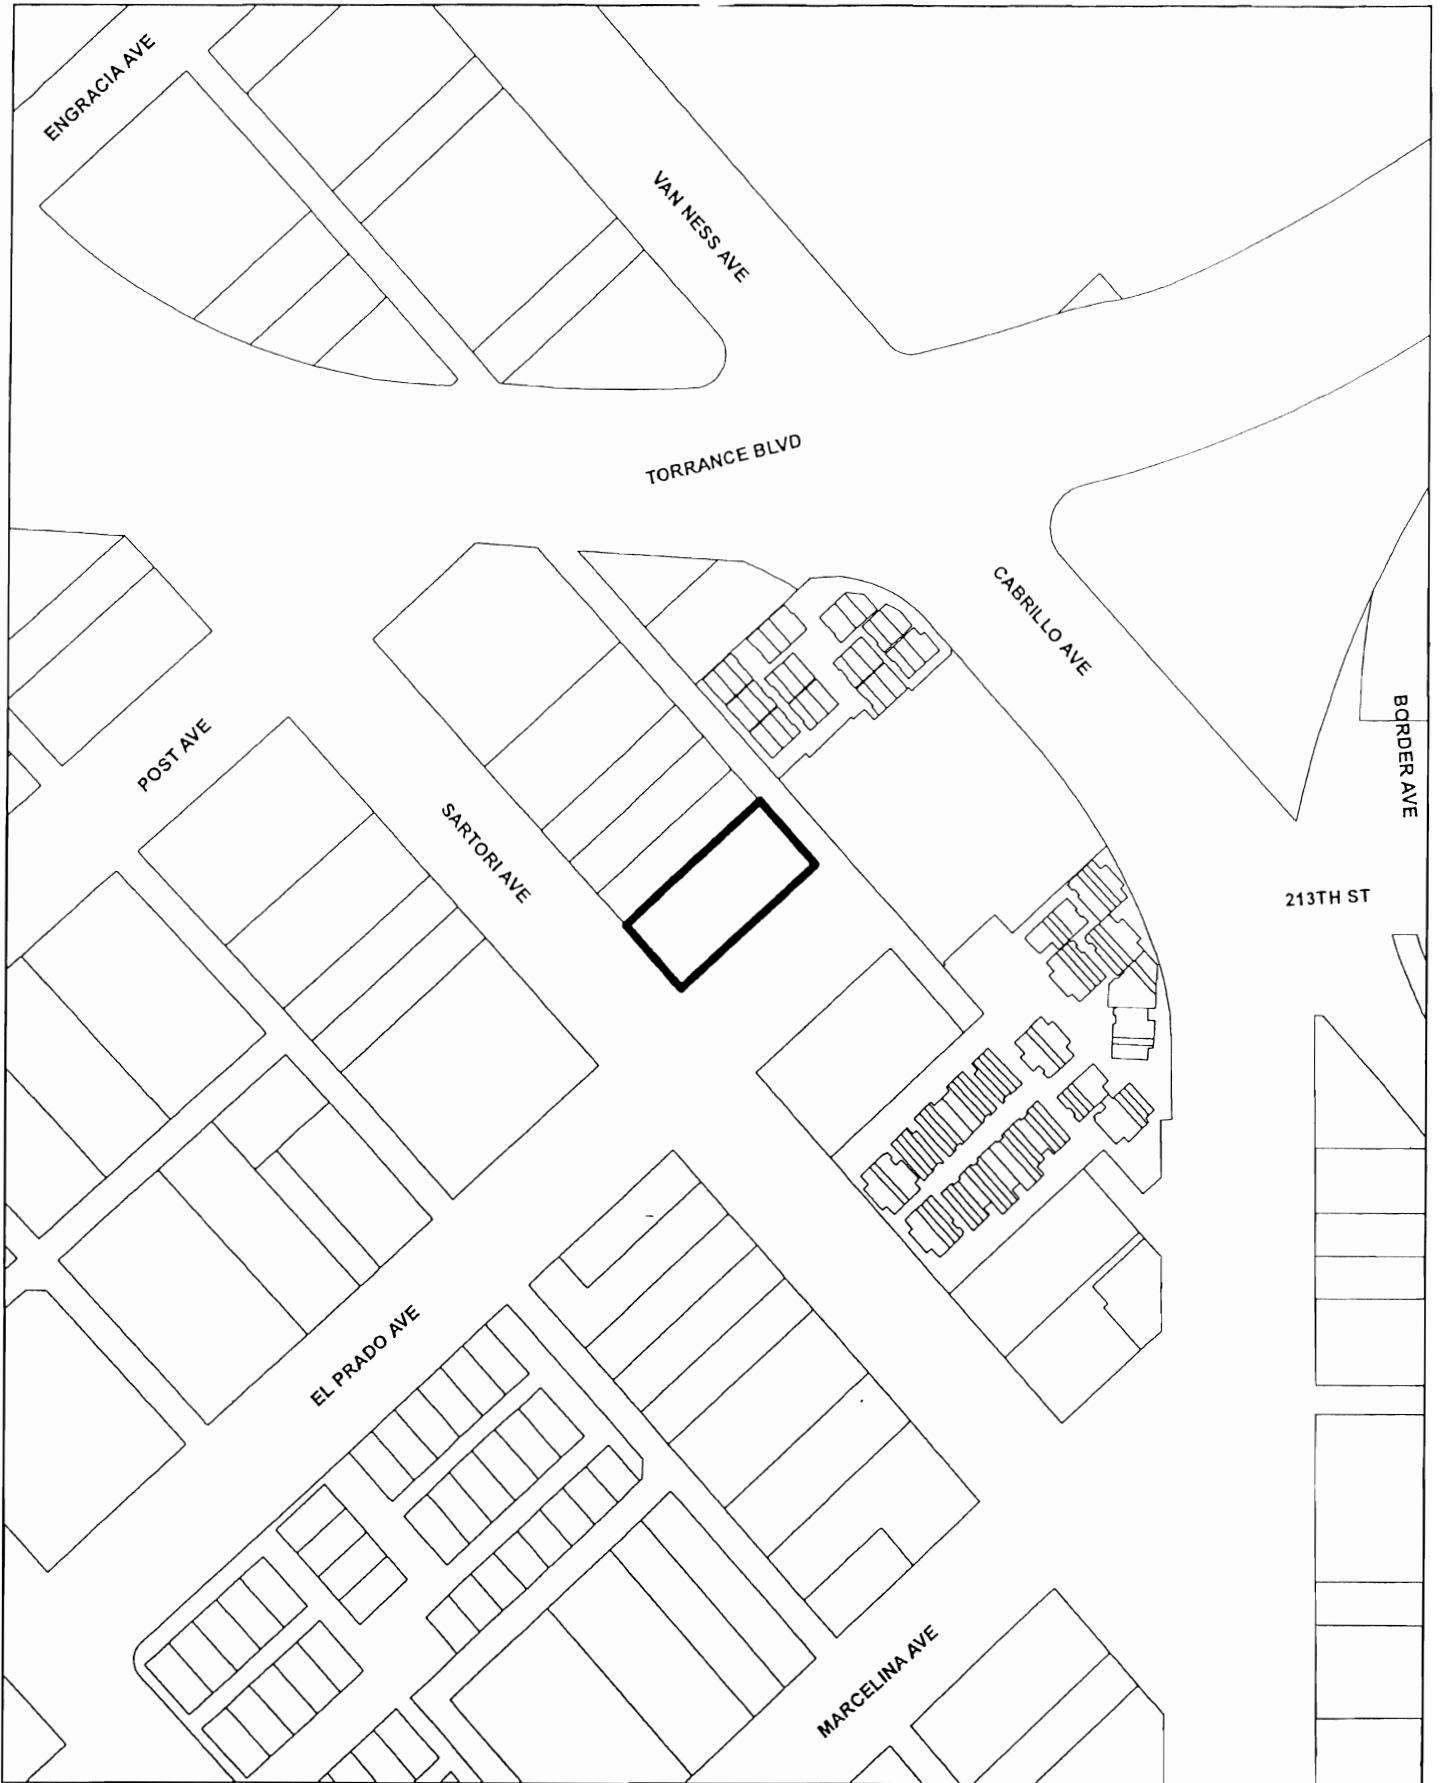 ENGRACIA AVE
VAN NESS AVE
TORRANCE BLVD
CABRILLO AVE
BORDER AVE
POST AVE
SARTORI AVE
213TH ST
EL PRADO AVE
MARCELINA AVE